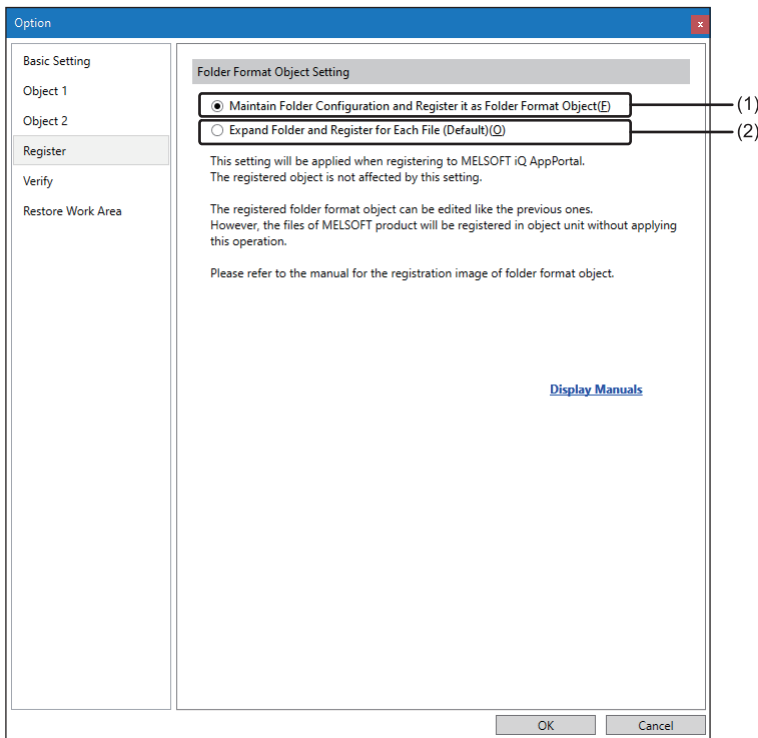 Option
x
Basic Setting
Object 1
Object 2
Register
Verify
Restore Work Area
Folder Format Object Setting
Maintain Folder Configuration and Register it as Folder Format Object(F)
(1)
Expand Folder and Register for Each File (Default)(O)
(2)
This setting will be applied when registering to MELSOFT iQ AppPortal.
The registered object is not affected by this setting.
The registered folder format object can be edited like the previous ones.
However, the files of MELSOFT product will be registered in object unit without applying
this operation.
Please refer to the manual for the registration image of folder format object.
Display Manuals
OK
Cancel